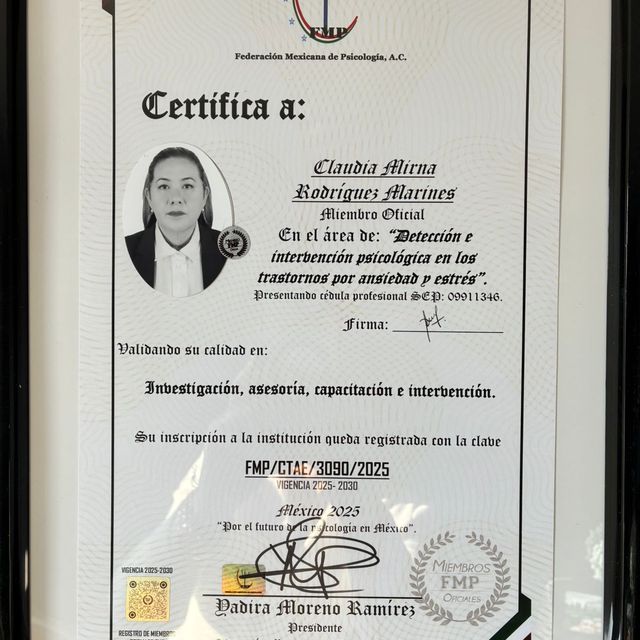 FMP
Federación Mexicana de Psicología, A.C.
Certifica a:
Claudia Mirna
Rodríguez Marines
Miembro Oficial
En el área de: “Detección e
intervención psicológica en los
trastornos por ansiedad y estrés”.
Presentando cédula profesional SEP: 09911346.
Firma:
Validando su calidad en:
Investigación, asesoría, capacitación e intervención.
Su inscripción a la institución queda registrada con la clave
FMP/CTAE/3090/2025
VIGENCIA 2025- 2030
México 2025
“Por el futuro de la psicología en México”.
VIGENCIA 2025-2030
MIEMBROS
FMP
OFICIALES
Yadira Moreno Ramírez
Presidente
REGISTRO DE MIEMBROS